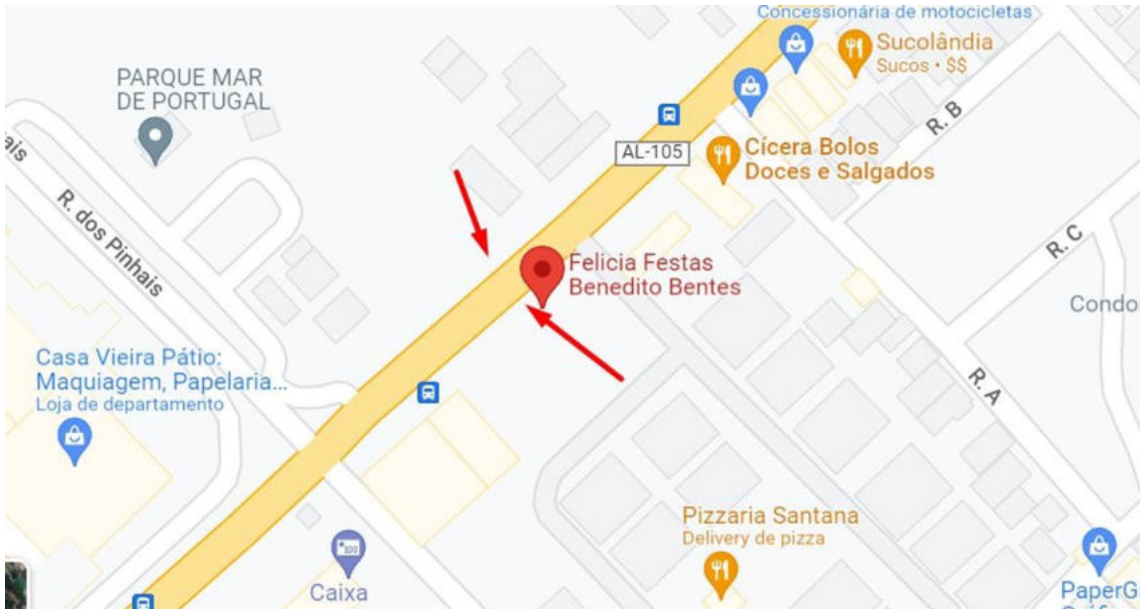 Concessionária de motocicletas
Sucolândia
Sucos • $$
PARQUE MAR
DE PORTUGAL
AL-105
Cícera Bolos
Doces e Salgados
R. B
R. dos Pinhais
R. C
Felicia Festas
Benedito Bentes
Condo
Casa Vieira Pátio:
Maquiagem, Papelaria...
Loja de departamento
R. A
Pizzaria Santana
Delivery de pizza
Caixa
PaperG